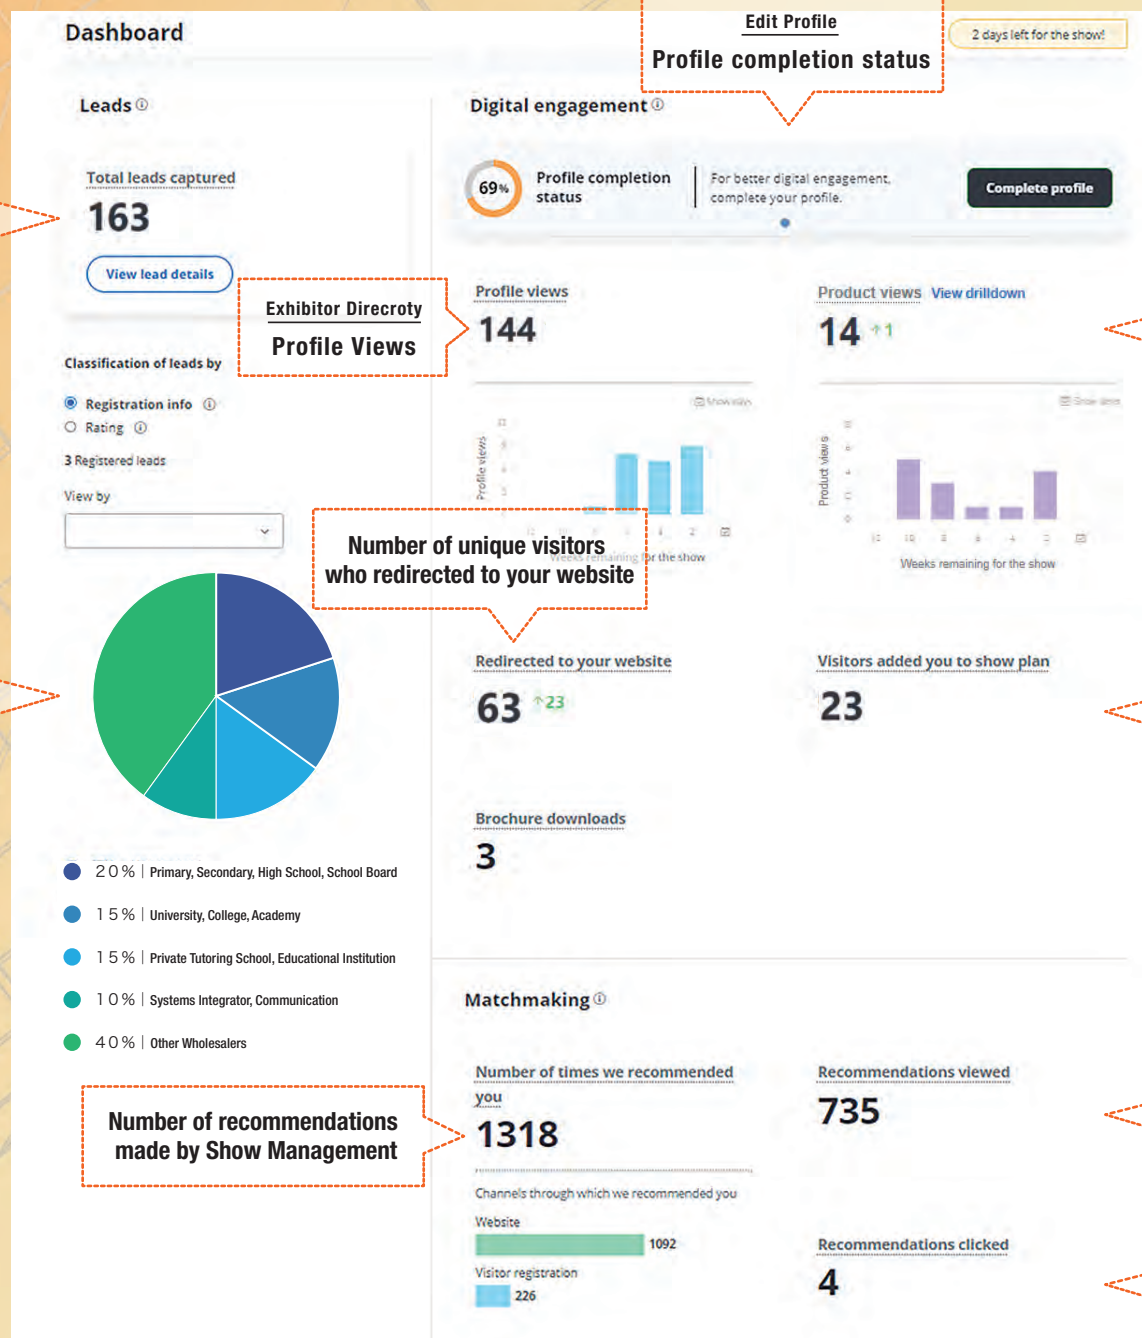 Dashboard
Edit Profile
Profile completion status
2 days left for the show!
Leads
Total leads captured
163
View lead details
Digital engagement
69%
Profile completion
status
For better digital engagement,
complete your profile.
Complete profile
Exhibitor Direcroty
Profile Views
Profile views
144
Product views View drilldown
14 ↑1
Classification of leads by
Registration info
Rating
3 Registered leads
View by
Show days
Profile views
Weeks remaining for the show
Show days
Product views
Weeks remaining for the show
Number of unique visitors
who redirected to your website
Redirected to your website
63 ↑23
Visitors added you to show plan
23
Brochure downloads
3
20% | Primary, Secondary, High School, School Board
15% | University, College, Academy
15% | Private Tutoring School, Educational Institution
10% | Systems Integrator, Communication
40% | Other Wholesalers
Number of recommendations
made by Show Management
Matchmaking
Number of times we recommended
you
1318
Channels through which we recommended you
Website
1092
Visitor registration
226
Recommendations viewed
735
Recommendations clicked
4